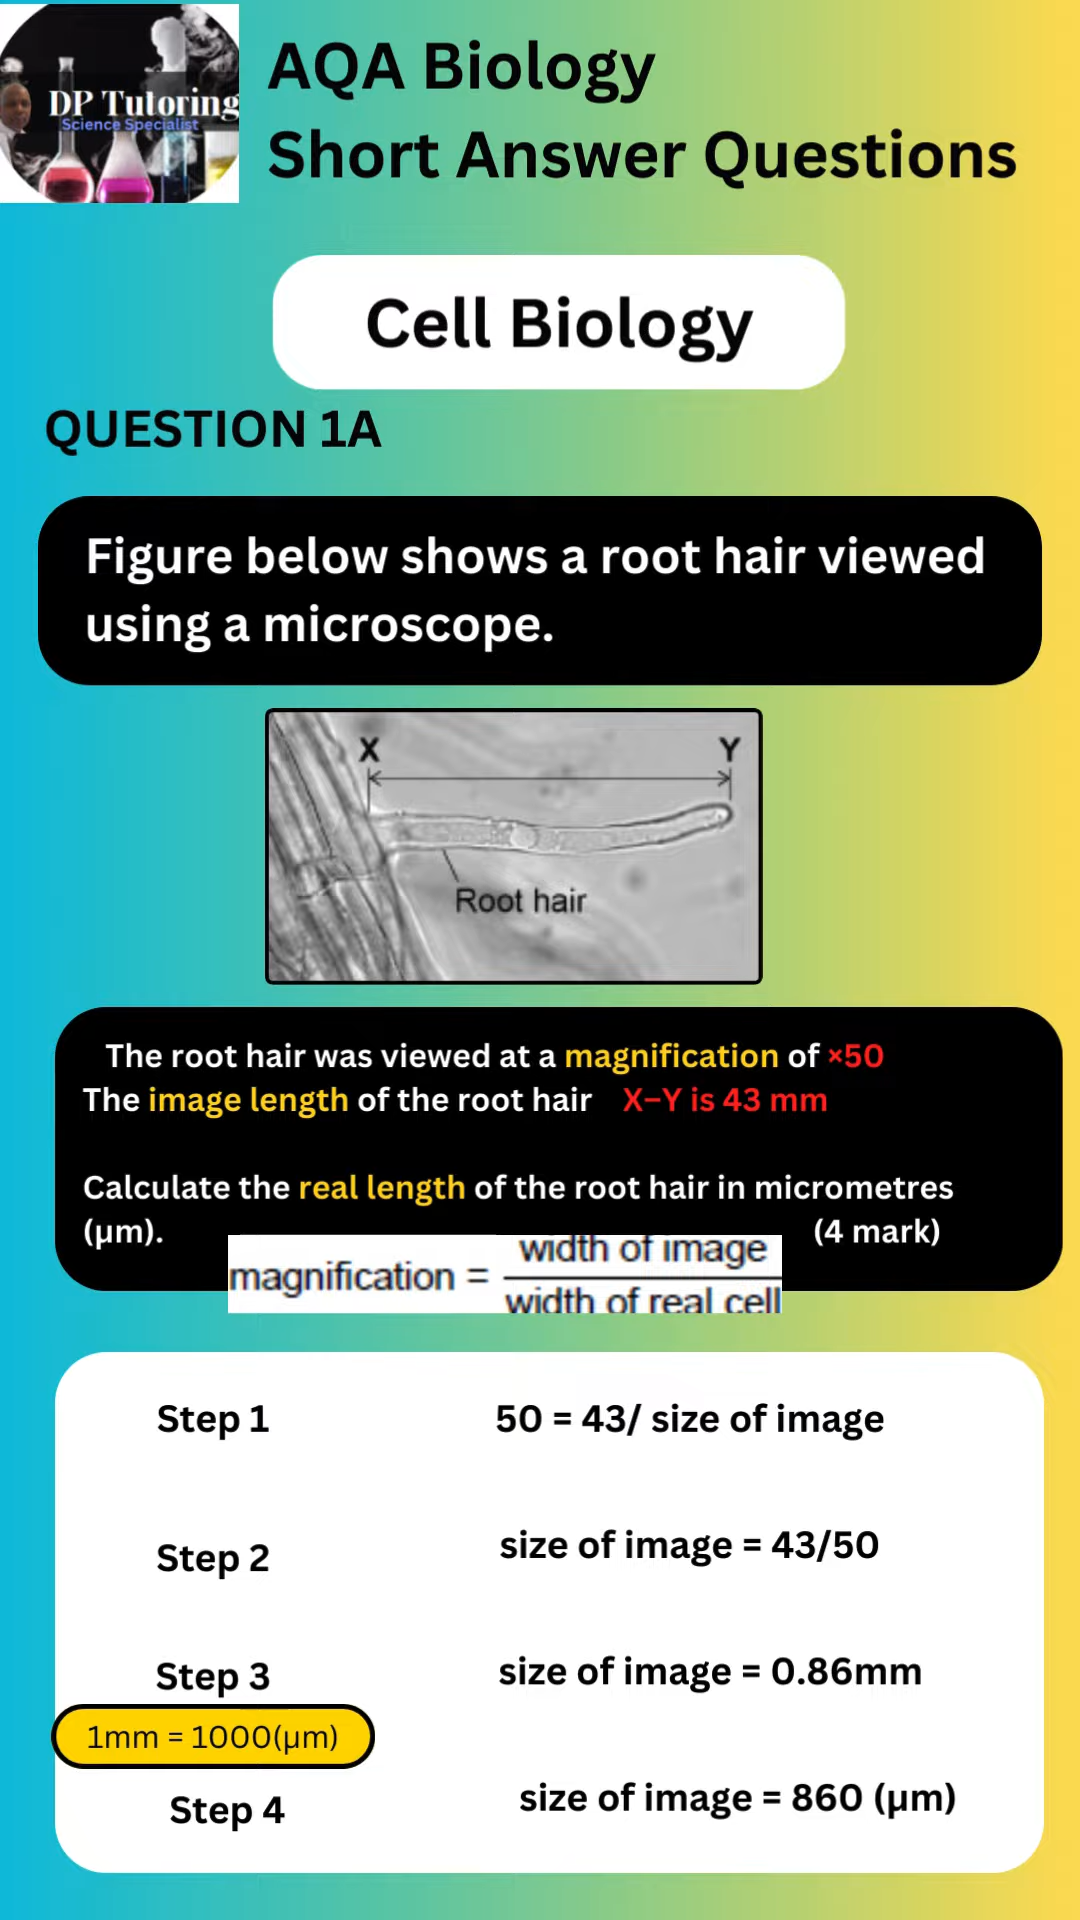 DP Tutoring
Science Specialist
AQA Biology
Short Answer Questions
Cell Biology
QUESTION 1A
Figure below shows a root hair viewed
using a microscope.
X Y
Root hair
The root hair was viewed at a magnification of ×50
The image length of the root hair X–Y is 43 mm
Calculate the real length of the root hair in micrometres
(μm). (4 mark)
width of image
magnification =
width of real cell
Step 1 50 = 43/ size of image
Step 2 size of image = 43/50
Step 3 size of image = 0.86mm
1mm = 1000(μm)
Step 4 size of image = 860 (μm)